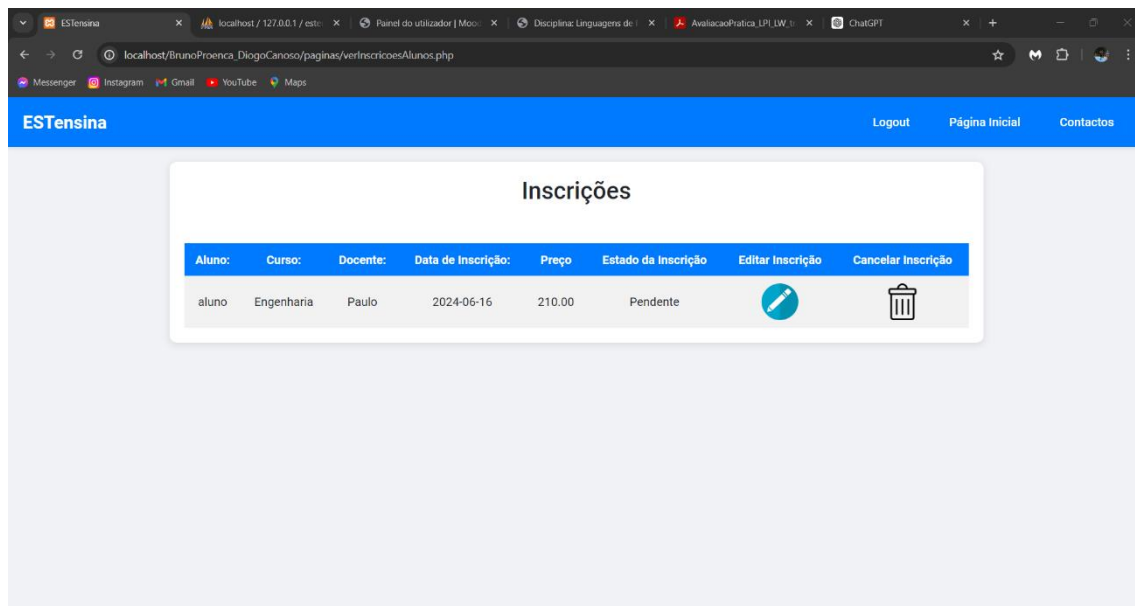 ESTensina localhost / 127.0.0.1 / este Painel do utilizador | Mood Disciplina: Linguagens de AvaliacaoPratica_LPI_LW_tr ChatGPT
localhost/BrunoProenca_DiogoCanoso/paginas/verInscricoesAlunos.php
Messenger Instagram Gmail YouTube Maps
ESTensina Logout Página Inicial Contactos
Inscrições
Aluno: Curso: Docente: Data de Inscrição: Preço Estado da Inscrição Editar Inscrição Cancelar Inscrição
aluno Engenharia Paulo 2024-06-16 210.00 Pendente